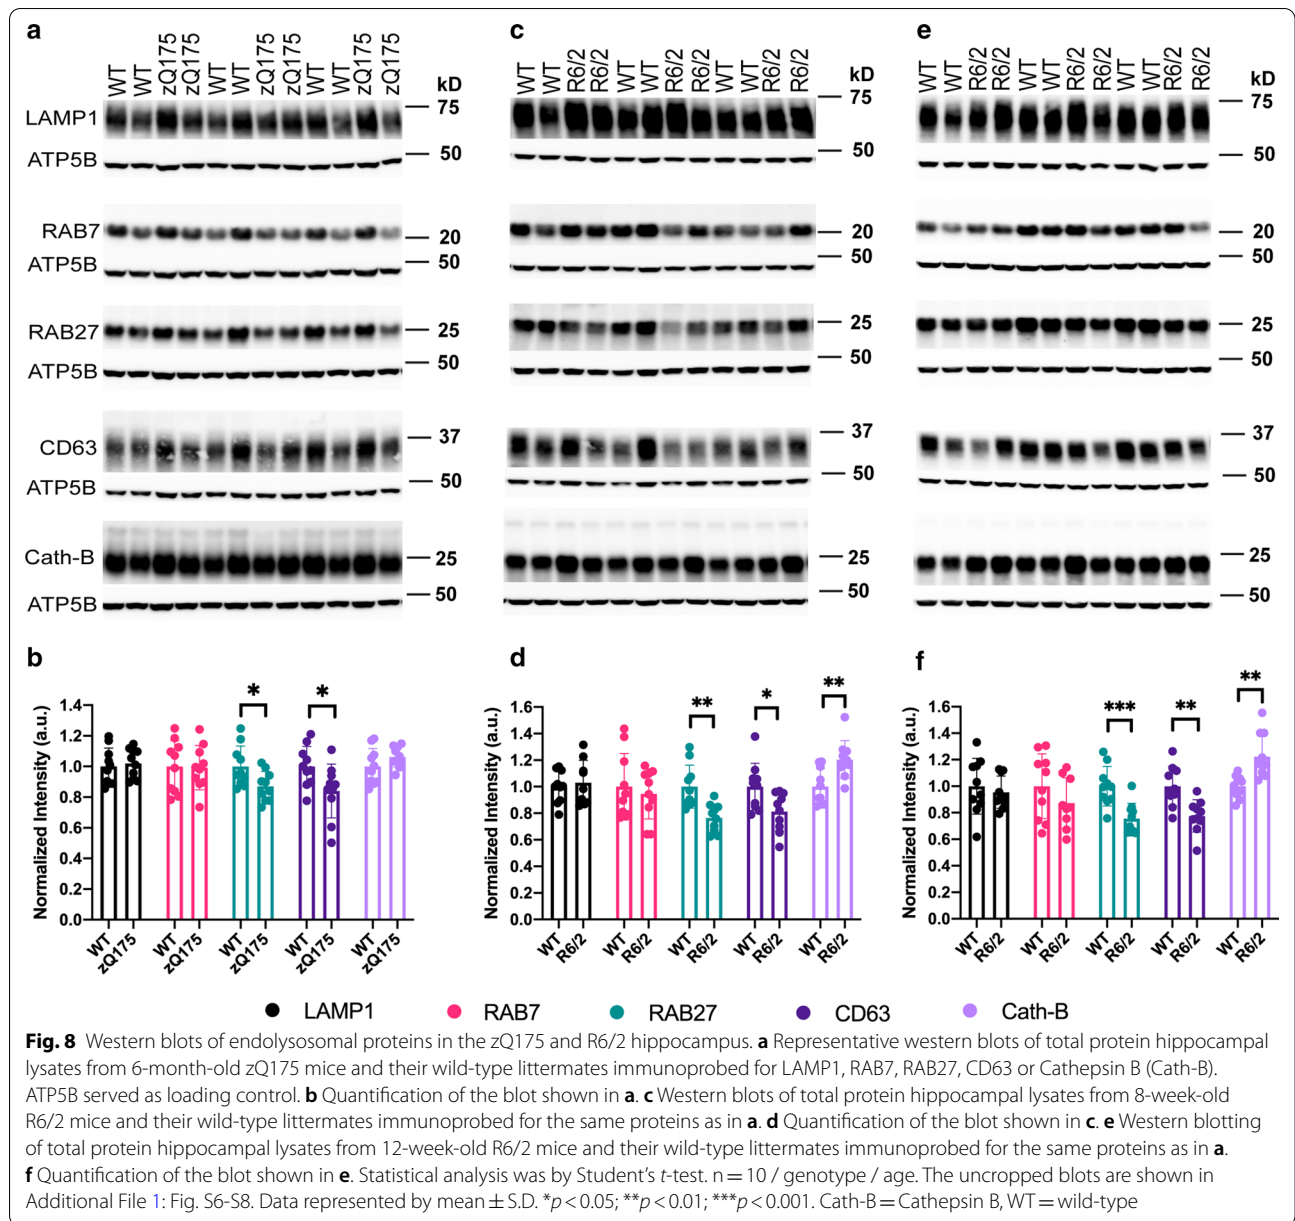 a
WT WT zQ175 zQ175 WT WT zQ175 zQ175 WT WT zQ175 zQ175
kD
LAMP1
75
ATP5B
50
RAB7
20
ATP5B
50
RAB27
25
ATP5B
50
CD63
37
ATP5B
50
Cath-B
25
ATP5B
50
c
WT WT R6/2 R6/2 WT WT R6/2 R6/2 WT WT R6/2 R6/2
kD
75
50
20
50
25
50
37
50
25
50
e
WT WT R6/2 R6/2 WT WT R6/2 R6/2 WT WT R6/2 R6/2
kD
75
50
20
50
25
50
37
50
25
50
b
Normalized Intensity (a.u.)
1.4
1.2
1.0
0.8
0.6
0.4
0.2
0.0
* *
WT zQ175 WT zQ175 WT zQ175 WT zQ175 WT zQ175
d
Normalized Intensity (a.u.)
1.6
1.4
1.2
1.0
0.8
0.6
0.4
0.2
0.0
** * **
WT R6/2 WT R6/2 WT R6/2 WT R6/2 WT R6/2
f
Normalized Intensity (a.u.)
1.6
1.4
1.2
1.0
0.8
0.6
0.4
0.2
0.0
*** ** **
WT R6/2 WT R6/2 WT R6/2 WT R6/2 WT R6/2
LAMP1 RAB7 RAB27 CD63 Cath-B
Fig. 8 Western blots of endolysosomal proteins in the zQ175 and R6/2 hippocampus. a Representative western blots of total protein hippocampal
lysates from 6-month-old zQ175 mice and their wild-type littermates immunoprobed for LAMP1, RAB7, RAB27, CD63 or Cathepsin B (Cath-B).
ATP5B served as loading control. b Quantification of the blot shown in a. c Western blots of total protein hippocampal lysates from 8-week-old
R6/2 mice and their wild-type littermates immunoprobed for the same proteins as in a. d Quantification of the blot shown in c. e Western blotting
of total protein hippocampal lysates from 12-week-old R6/2 mice and their wild-type littermates immunoprobed for the same proteins as in a.
f Quantification of the blot shown in e. Statistical analysis was by Student's t-test. n = 10 / genotype / age. The uncropped blots are shown in
Additional File 1: Fig. S6-S8. Data represented by mean ± S.D. *p < 0.05; **p < 0.01; ***p < 0.001. Cath-B = Cathepsin B, WT = wild-type